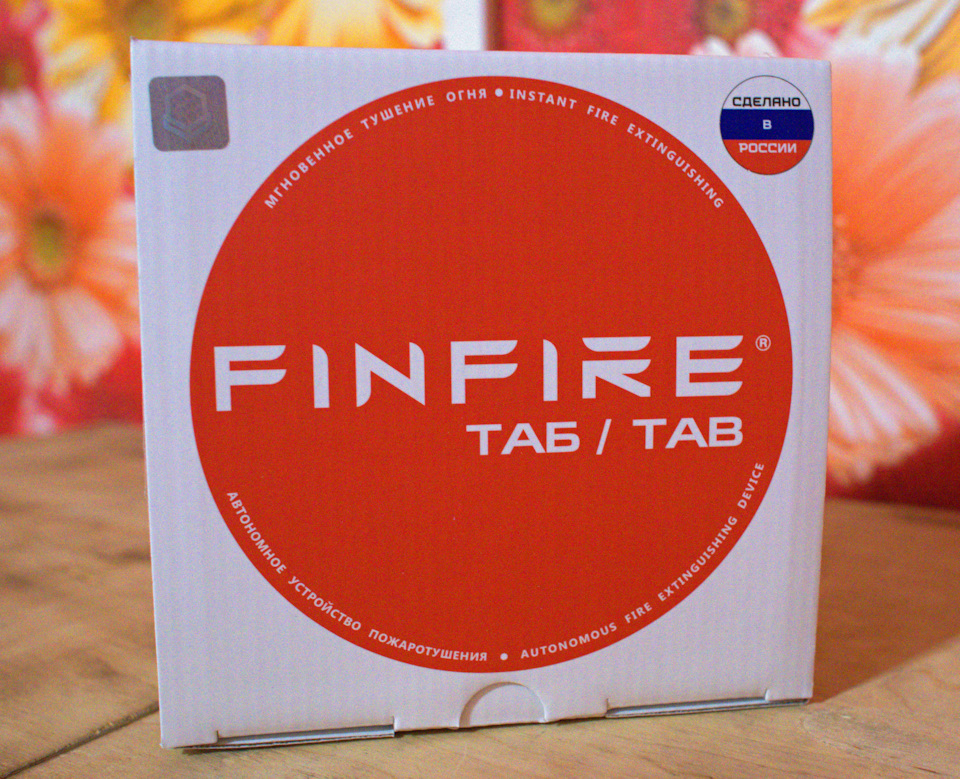 МГНОВЕННОЕ ТУШЕНИЕ ОГНЯ • INSTANT FIRE EXTINGUISHING
СДЕЛАНО
В
РОССИИ
FINFIRE®
ТАБ / TAB
АВТОНОМНОЕ УСТРОЙСТВО ПОЖАРОТУШЕНИЯ • AUTONOMOUS FIRE EXTINGUISHING DEVICE